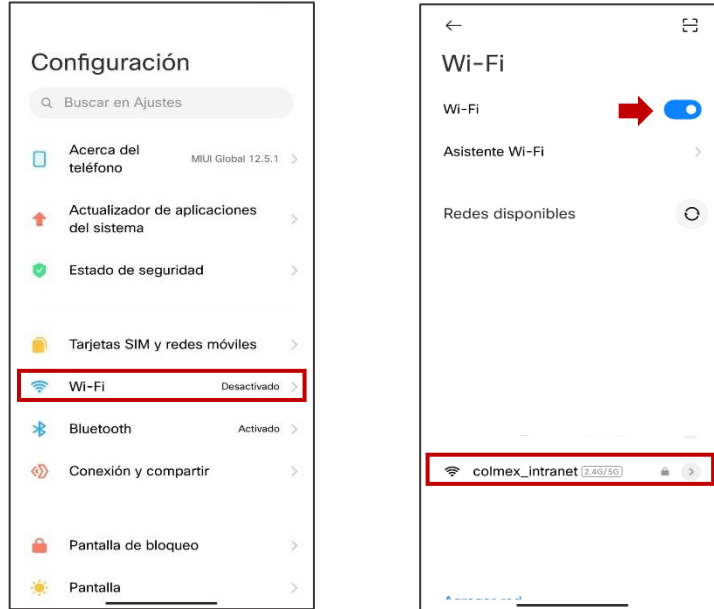 Configuración
Buscar en Ajustes
Acerca del
teléfono
MIUI Global 12.5.1
Actualizador de aplicaciones
del sistema
Estado de seguridad
Tarjetas SIM y redes móviles
Wi-Fi
Desactivado
Bluetooth
Activado
Conexión y compartir
Pantalla de bloqueo
Pantalla
Wi-Fi
Wi-Fi
Asistente Wi-Fi
Redes disponibles
colmex_intranet 2.4G/5G
Agregar red